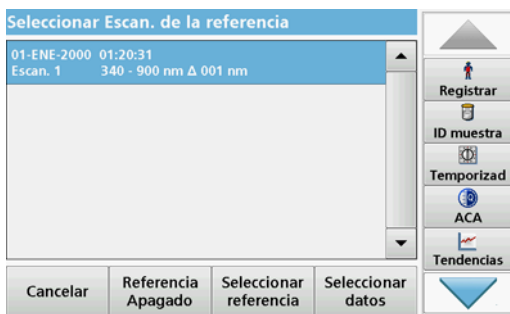 Seleccionar Escan. de la referencia
01-ENE-2000 01:20:31
Escan. 1 340 - 900 nm Δ 001 nm
Registrar
ID muestra
Temporizad
ACA
Tendencias
Cancelar
Referencia
Apagado
Seleccionar
referencia
Seleccionar
datos